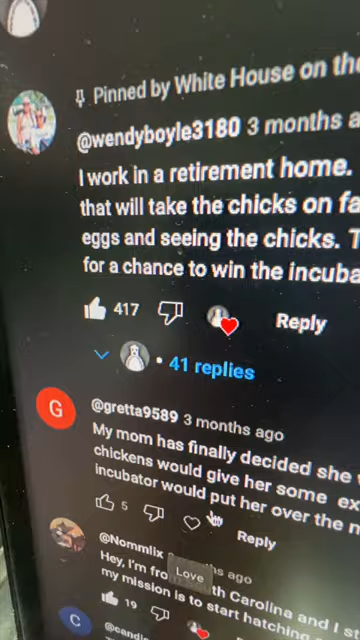 Pinned by White House on the
@wendyboyle3180 3 months a
I work in a retirement home.
that will take the chicks on fa
eggs and seeing the chicks. T
for a chance to win the incuba
417 Reply
41 replies
G
@gretta9589 3 months ago
My mom has finally decided she
chickens would give her some ex
incubator would put her over the m
5 Reply
@Nommlix ago
Love
Hey, I'm th Carolina and I s
my mission is to start hatching
19
C